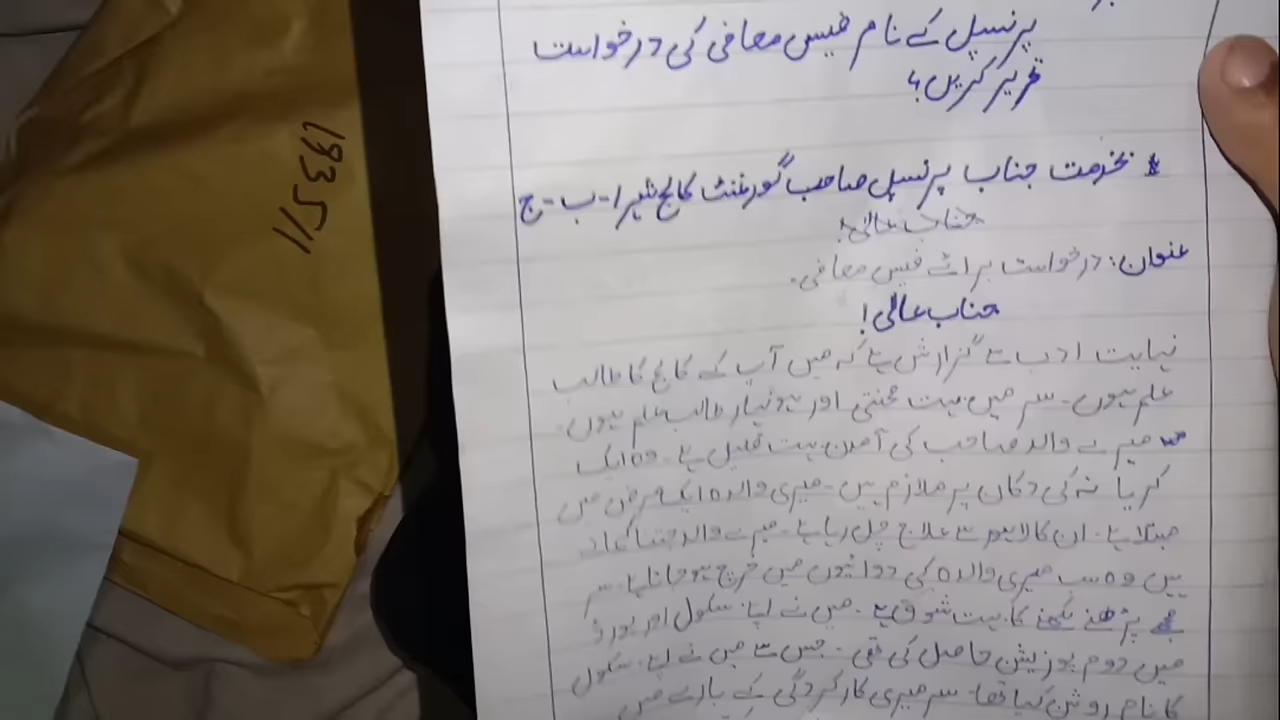 پرنسپل کے نام فیس معافی کی درخواست
تحریر کریں؟
بخدمت جناب پرنسپل صاحب گورنمنٹ کالج شہر ا-ب-ج
جناب عالی!
عنوان: درخواست برائے فیس معافی۔
جناب عالی!
نہایت ادب سے گزارش ہے کہ میں آپ کے کالج کا طالب
علم ہوں۔ سر میں بہت محنتی اور ہونہار طالب علم ہوں۔
میرے والد صاحب کی آمدن بہت قلیل ہے۔ وہ ایک
کریانہ کی دکان پر ملازم ہیں۔ میری والدہ ایک مرض میں
مبتلا ہے۔ ان کا لاہور سے علاج چل رہا ہے۔ میرے والد جتنا کماتے
ہیں وہ سب میری والدہ کی دوائیوں میں خرچ ہو جاتا ہے۔ سر
مجھے پڑھنے لکھنے کا بہت شوق ہے۔ میں نے اپنے سکول اور بورڈ
میں دوم پوزیشن حاصل کی تھی۔ جس سے میں نے اپنے سکول
کا نام روشن کیا تھا۔ سر میری کارکردگی کے بارے میں
193511